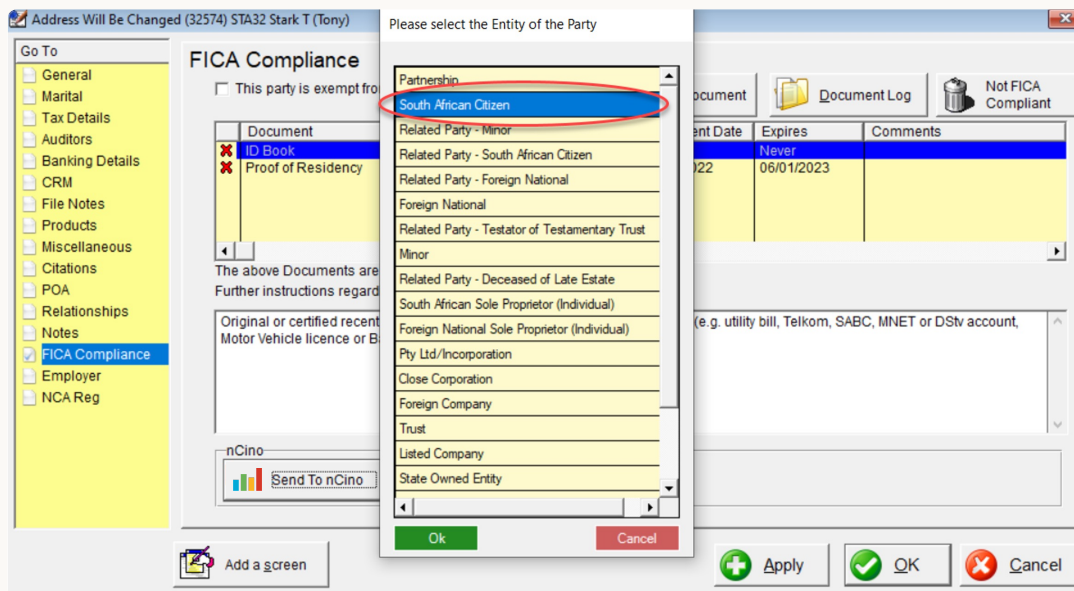 Address Will Be Changed (32574) STA32 Stark T (Tony)
Please select the Entity of the Party
Go To
General
Marital
Tax Details
Auditors
Banking Details
CRM
File Notes
Products
Miscellaneous
Citations
POA
Relationships
Notes
FICA Compliance
Employer
NCA Reg
FICA Compliance
This party is exempt fro
ocument
Document Log
Not FICA
Compliant
Document
ent Date
Expires
Comments
ID Book
Never
Proof of Residency
022
06/01/2023
The above Documents are
Further instructions regard
Original or certified recent
(e.g. utility bill, Telkom, SABC, MNET or DStv account,
Motor Vehicle licence or B
nCino
Send To nCino
Partnership
South African Citizen
Related Party - Minor
Related Party - South African Citizen
Related Party - Foreign National
Foreign National
Related Party - Testator of Testamentary Trust
Minor
Related Party - Deceased of Late Estate
South African Sole Proprietor (Individual)
Foreign National Sole Proprietor (Individual)
Pty Ltd/Incorporation
Close Corporation
Foreign Company
Trust
Listed Company
State Owned Entity
Ok
Cancel
Add a screen
Apply
OK
Cancel